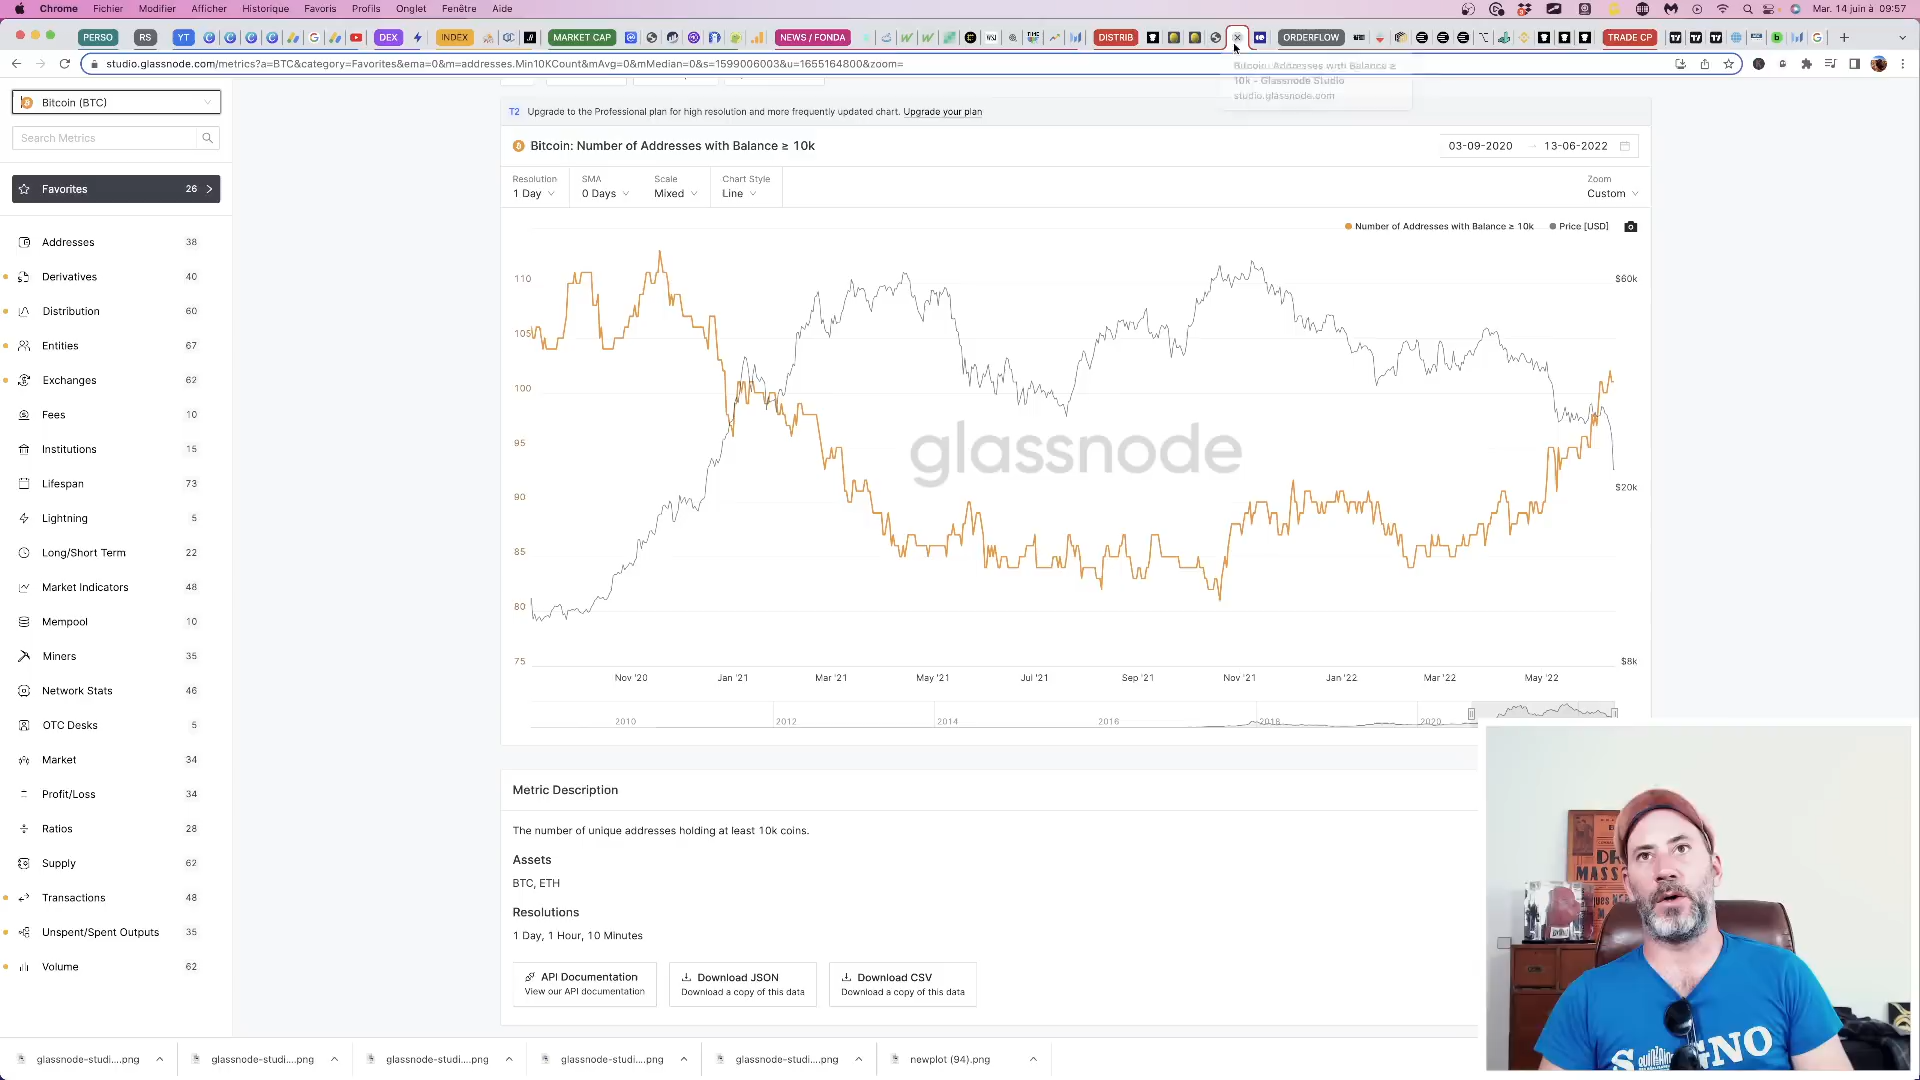 Chrome Fichier Modifier Afficher Historique Favoris Profils Onglet Fenêtre Aide
Mar. 14 juin à 09:57
PERSO RS YT DEX INDEX MARKET CAP NEWS / FONDA DISTRIB ORDERFLOW TRADE CP
studio.glassnode.com/metrics?a=BTC&category=Favorites&ema=0&m=addresses.Min10KCount&mAvg=0&mMedian=0&s=1599006003&u=1655164800&zoom=
Bitcoin: Addresses with Balance ≥
10k - Glassnode Studio
studio.glassnode.com
Bitcoin (BTC)
Search Metrics
Favorites 26
Addresses 38
Derivatives 40
Distribution 60
Entities 67
Exchanges 62
Fees 10
Institutions 15
Lifespan 73
Lightning 5
Long/Short Term 22
Market Indicators 48
Mempool 10
Miners 35
Network Stats 46
OTC Desks 5
Market 34
Profit/Loss 34
Ratios 28
Supply 62
Transactions 48
Unspent/Spent Outputs 35
Volume 62
T2 Upgrade to the Professional plan for high resolution and more frequently updated chart. Upgrade your plan
Bitcoin: Number of Addresses with Balance ≥ 10k
03-09-2020 → 13-06-2022
Resolution SMA Scale Chart Style Zoom
1 Day 0 Days Mixed Line Custom
Number of Addresses with Balance ≥ 10k Price [USD]
110
105
100
95
90
85
80
75
$60k
$20k
$8k
glassnode
Nov '20 Jan '21 Mar '21 May '21 Jul '21 Sep '21 Nov '21 Jan '22 Mar '22 May '22
2010 2012 2014 2016 2018 2020
Metric Description
The number of unique addresses holding at least 10k coins.
Assets
BTC, ETH
Resolutions
1 Day, 1 Hour, 10 Minutes
API Documentation
View our API documentation
Download JSON
Download a copy of this data
Download CSV
Download a copy of this data
glassnode-studi....png
glassnode-studi....png
glassnode-studi....png
glassnode-studi....png
glassnode-studi....png
newplot (94).png